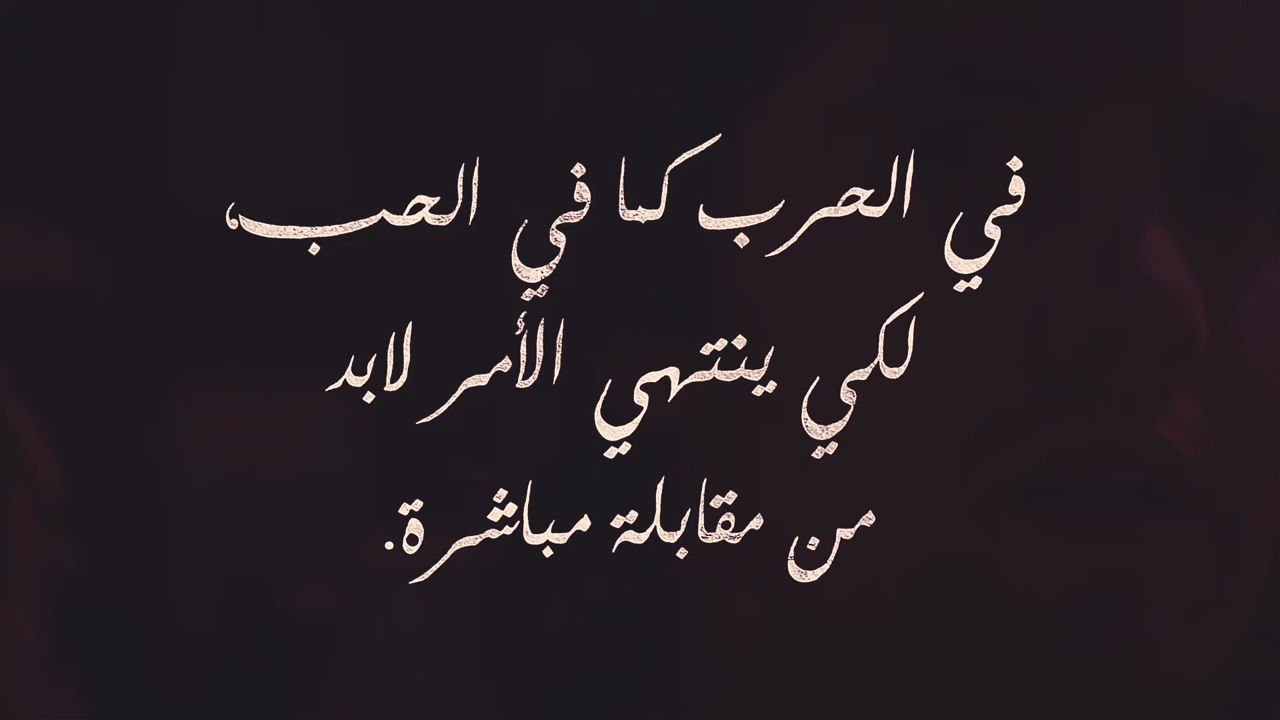 في الحرب كما في الحب،
لكي ينتهي الأمر لابد
من مقابلة مباشرة.